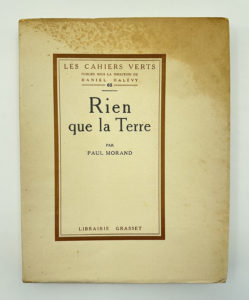 LES CAHIERS VERTS
PUBLIÉS SOUS LA DIRECTION DE
DANIEL HALÉVY
Rien
que la Terre
PAR
PAUL MORAND
LIBRAIRIE GRASSET